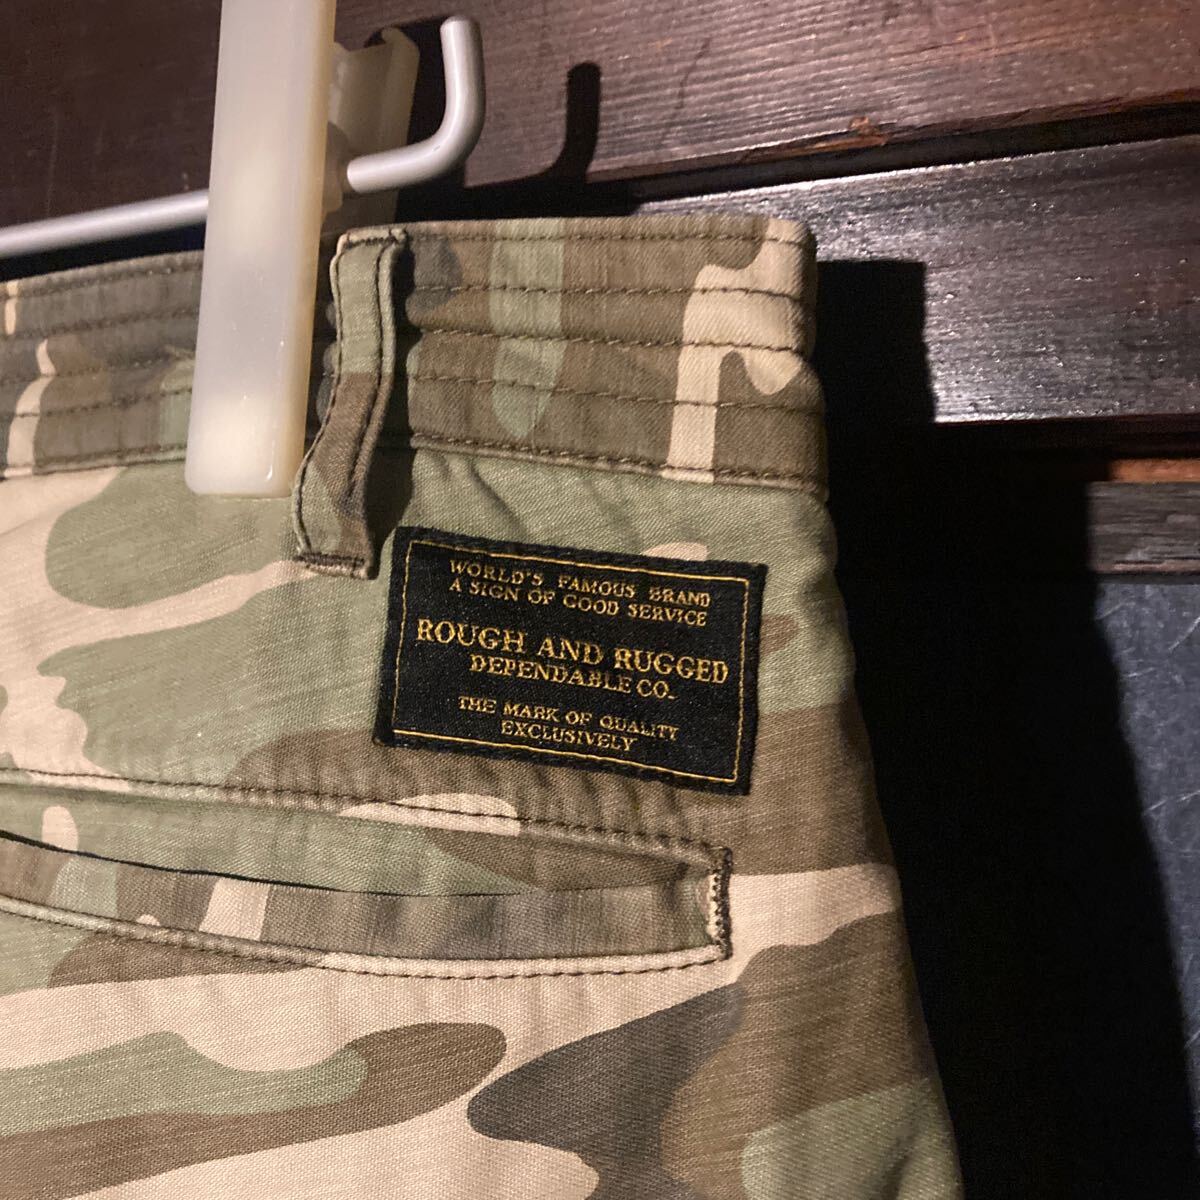 WORLD'S FAMOUS BRAND
A SIGN OF GOOD SERVICE
ROUGH AND RUGGED
DEPENDABLE CO.
THE MARK OF QUALITY
EXCLUSIVELY